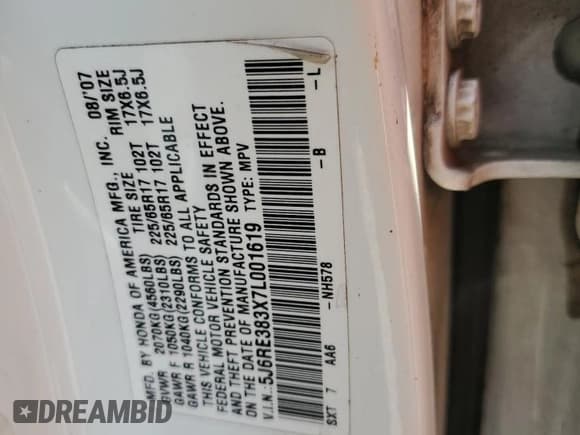 MFD. BY HONDA OF AMERICA MFG., INC. 08/'07
GVWR 2070KG(4560LBS) TIRE SIZE RIM SIZE
GAWR F 1050KG(2310LBS) 225/65R17 102T 17X6.5J
GAWR R 1040KG(2290LBS) 225/65R17 102T 17X6.5J
THIS VEHICLE CONFORMS TO ALL APPLICABLE
FEDERAL MOTOR VEHICLE SAFETY
AND THEFT PREVENTION STANDARDS IN EFFECT
ON THE DATE OF MANUFACTURE SHOWN ABOVE.
V.I.N.: 5J6RE383X7L001619 TYPE: MPV
SXT 7 AA6 -NH578 -B -L
DREAMBID